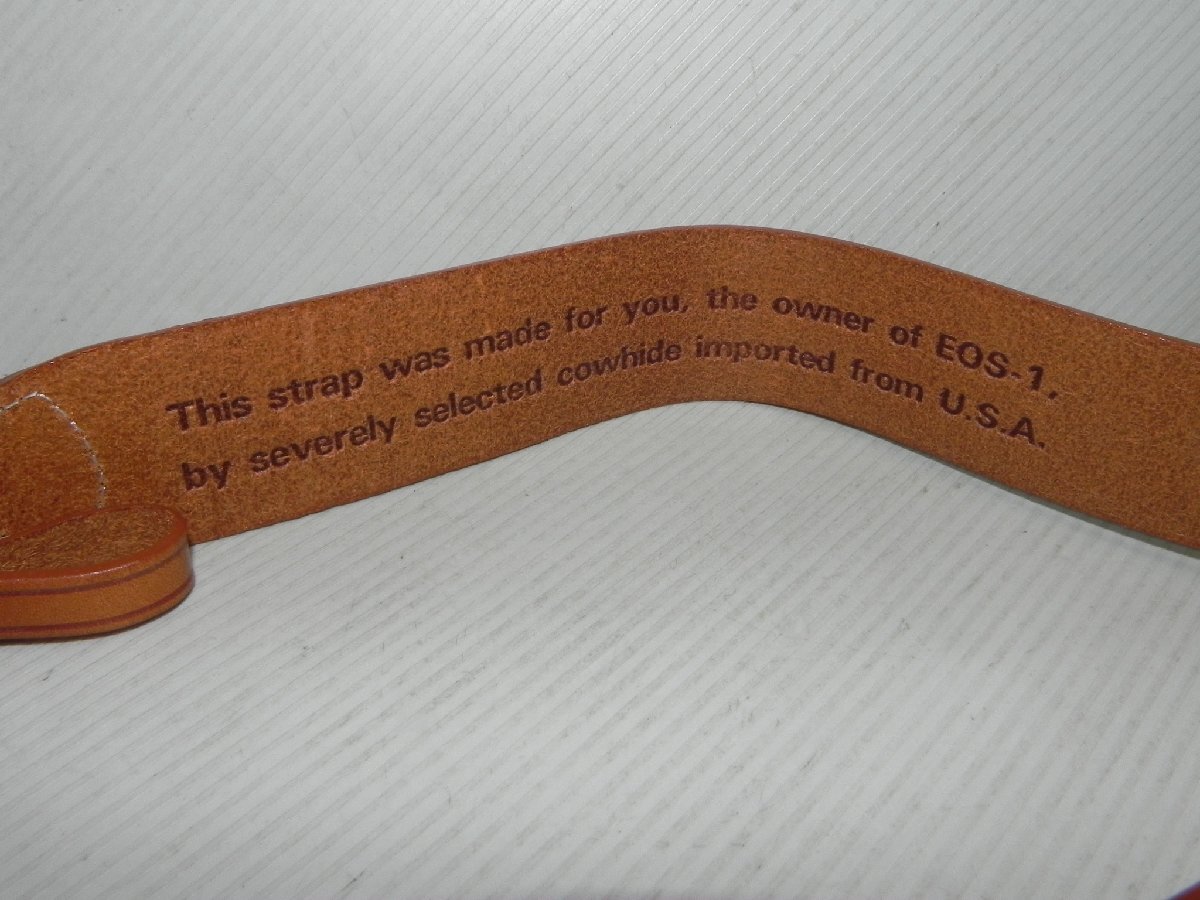 This strap was made for you, the owner of EOS-1,
by severely selected cowhide imported from U.S.A.